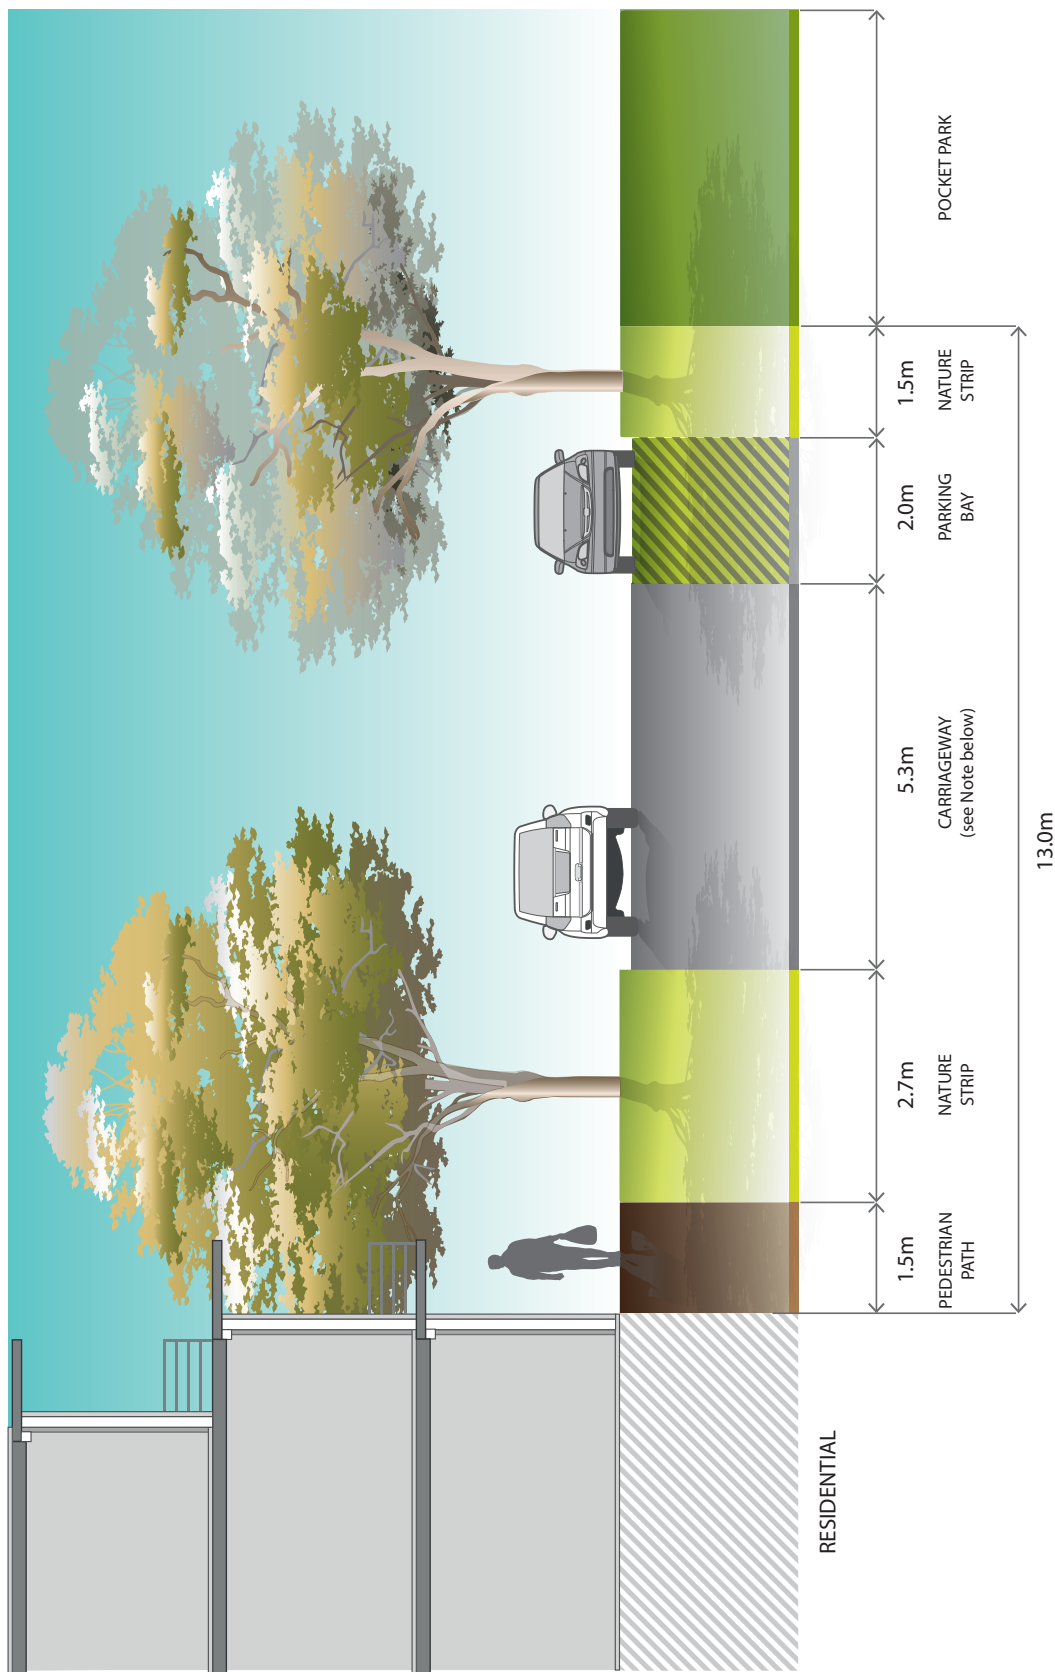 RESIDENTIAL
1.5m
PEDESTRIAN
PATH
2.7m
NATURE
STRIP
5.3m
CARRIAGEWAY
(see Note below)
2.0m
PARKING
BAY
1.5m
NATURE
STRIP
POCKET PARK
13.0m